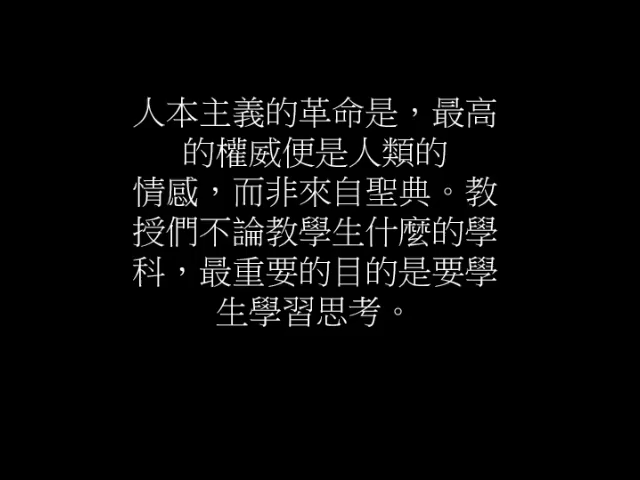 人本主義的革命是，最高
的權威便是人類的
情感，而非來自聖典。教
授們不論教學生什麼的學
科，最重要的目的是要學
生學習思考。